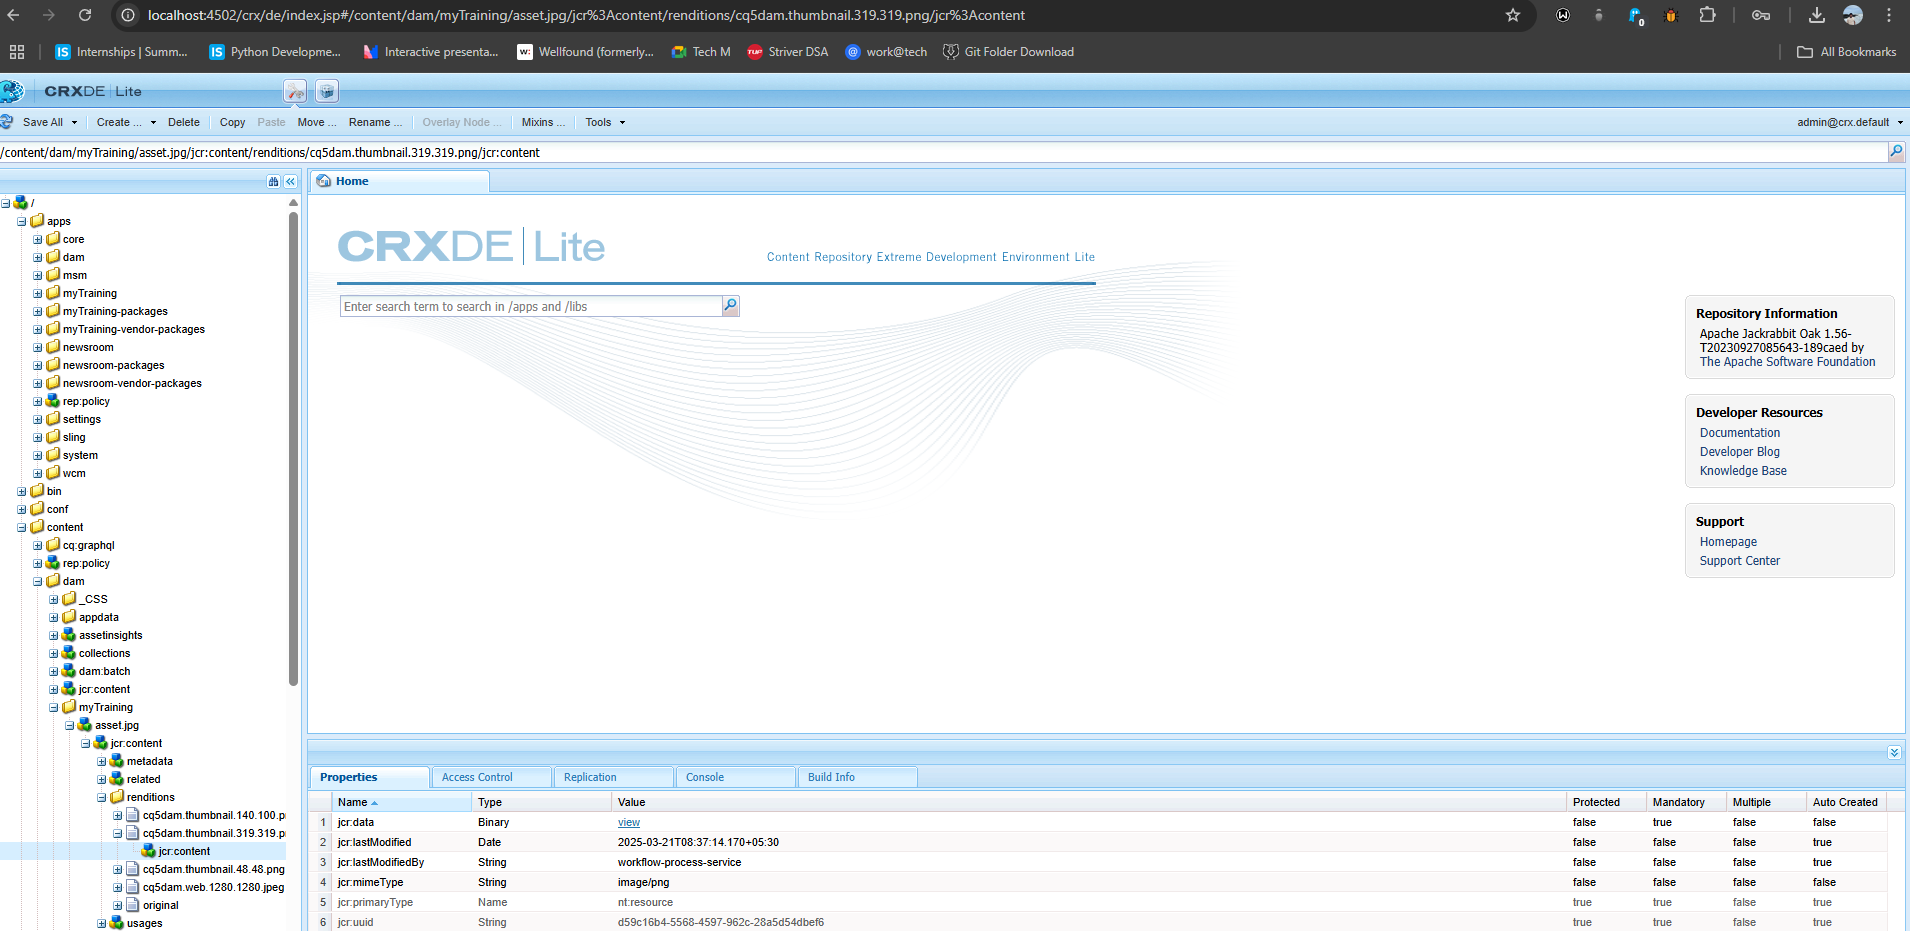 localhost:4502/crx/de/index.jsp#/content/dam/myTraining/asset.jpg/jcr%3Acontent/renditions/cq5dam.thumbnail.319.319.png/jcr%3Acontent
0
Internships | Summ...
Python Developme...
Interactive presenta...
Wellfound (formerly...
Tech M
Striver DSA
work@tech
Git Folder Download
All Bookmarks
CRXDE | Lite
Save All
Create ...
Delete
Copy
Paste
Move ...
Rename ...
Overlay Node ...
Mixins ...
Tools
admin@crx.default
/content/dam/myTraining/asset.jpg/jcr:content/renditions/cq5dam.thumbnail.319.319.png/jcr:content
/
apps
core
dam
msm
myTraining
myTraining-packages
myTraining-vendor-packages
newsroom
newsroom-packages
newsroom-vendor-packages
rep:policy
settings
sling
system
wcm
bin
conf
content
cq:graphql
rep:policy
dam
_CSS
appdata
assetinsights
collections
dam:batch
jcr:content
myTraining
asset.jpg
jcr:content
metadata
related
renditions
cq5dam.thumbnail.140.100.p
cq5dam.thumbnail.319.319.p
jcr:content
cq5dam.thumbnail.48.48.png
cq5dam.web.1280.1280.jpeg
original
usages
Home
CRXDE | Lite
Content Repository Extreme Development Environment Lite
Enter search term to search in /apps and /libs
Repository Information
Apache Jackrabbit Oak 1.56-
T20230927085643-189caed by
The Apache Software Foundation
Developer Resources
Documentation
Developer Blog
Knowledge Base
Support
Homepage
Support Center
Properties
Access Control
Replication
Console
Build Info
Name Type Value Protected Mandatory Multiple Auto Created
1 jcr:data Binary view false true false false
2 jcr:lastModified Date 2025-03-21T08:37:14.170+05:30 false false false true
3 jcr:lastModifiedBy String workflow-process-service false false false true
4 jcr:mimeType String image/png false false false false
5 jcr:primaryType Name nt:resource true true false true
6 jcr:uuid String d59c16b4-5568-4597-962c-28a5d54dbef6 true true false true